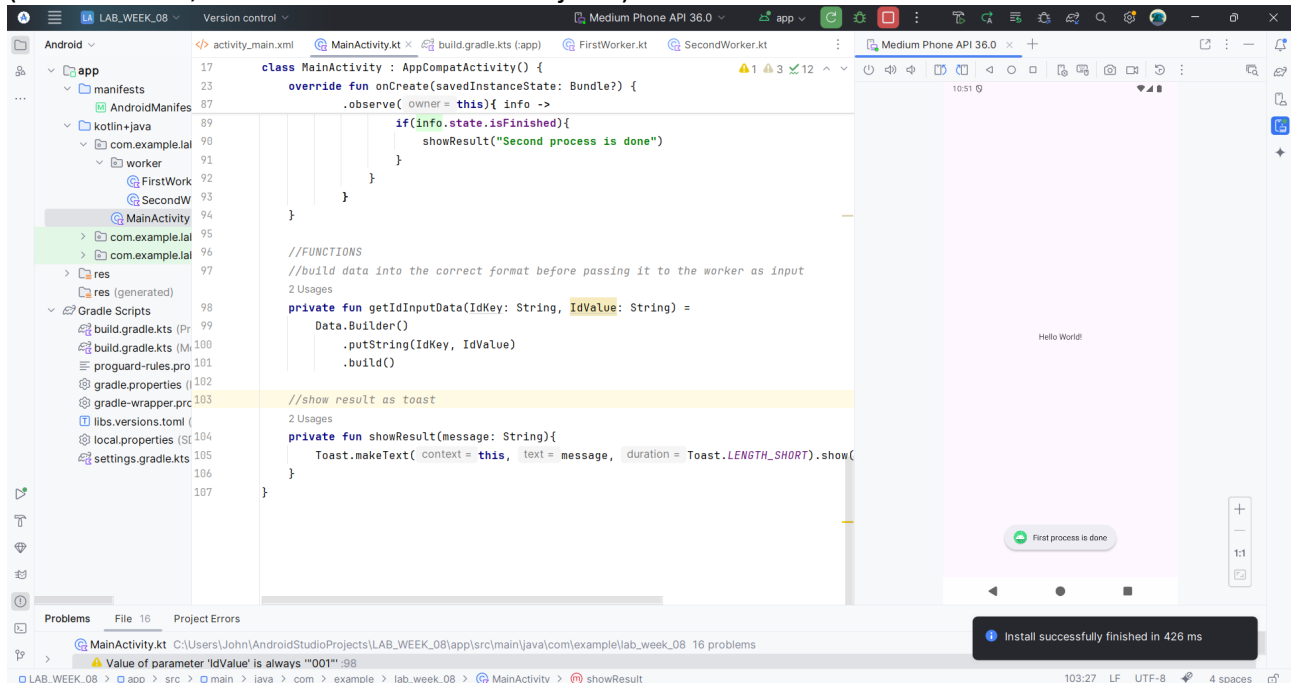 LA LAB_WEEK_08 Version control Medium Phone API 36.0 app
Android
activity_main.xml MainActivity.kt build.gradle.kts (:app) FirstWorker.kt SecondWorker.kt
Medium Phone API 36.0
app
manifests
AndroidManifes
kotlin+java
com.example.lal
worker
FirstWork
SecondW
MainActivity
com.example.lal
com.example.lal
res
res (generated)
Gradle Scripts
build.gradle.kts (Pr
build.gradle.kts (Mo
proguard-rules.pro
gradle.properties (
gradle-wrapper.prc
libs.versions.toml (
local.properties (SD
settings.gradle.kts
1 3 12
17 class MainActivity : AppCompatActivity() {
23 override fun onCreate(savedInstanceState: Bundle?) {
87 .observe( owner = this){ info ->
89 if(info.state.isFinished){
90 showResult("Second process is done")
91 }
92 }
93 }
94 }
95
96 //FUNCTIONS
97 //build data into the correct format before passing it to the worker as input
2 Usages
98 private fun getIdInputData(IdKey: String, IdValue: String) =
99 Data.Builder()
100 .putString(IdKey, IdValue)
101 .build()
102
103 //show result as toast
2 Usages
104 private fun showResult(message: String){
105 Toast.makeText( context = this, text = message, duration = Toast.LENGTH_SHORT).show(
106 }
107 }
10:51
Hello World!
First process is done
1:1
Problems File 16 Project Errors
MainActivity.kt C:\Users\John\AndroidStudioProjects\LAB_WEEK_08\app\src\main\java\com\example\lab_week_08 16 problems
Value of parameter 'IdValue' is always '"001"' :98
Install successfully finished in 426 ms
LAB_WEEK_08 > app > src > main > java > com > example > lab_week_08 > MainActivity > showResult
103:27 LF UTF-8 4 spaces